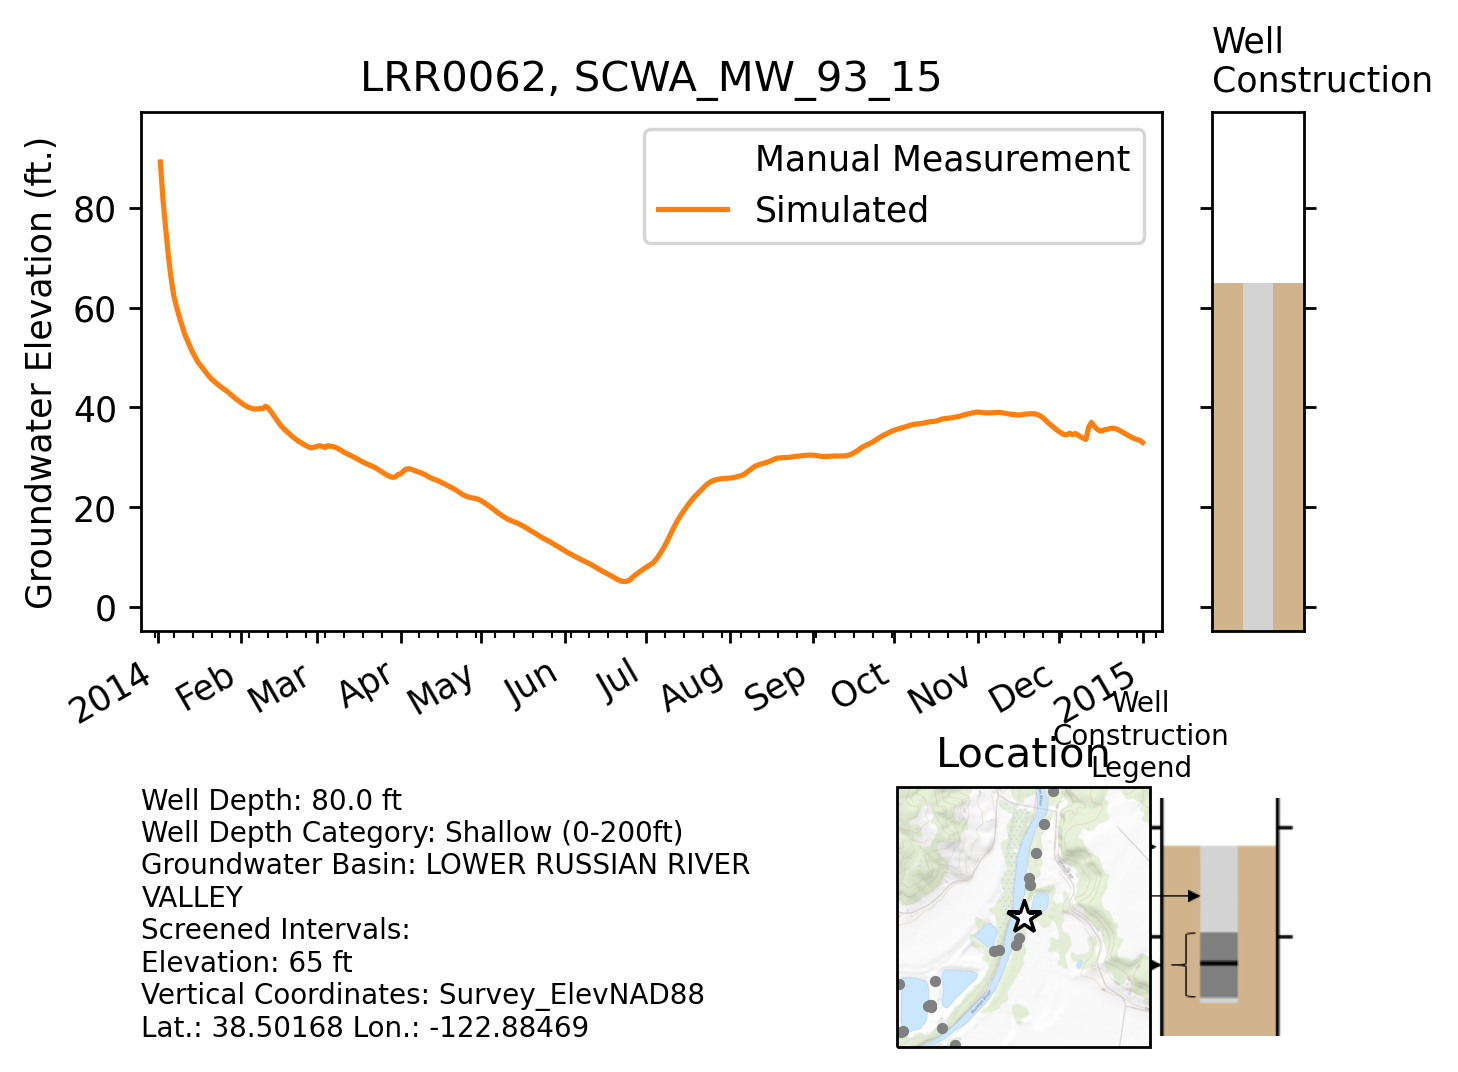 Well
Construction
LRR0062, SCWA_MW_93_15
Manual Measurement
Simulated
Groundwater Elevation (ft.)
80
60
40
20
0
2014
Feb
Mar
Apr
May
Jun
Jul
Aug
Sep
Oct
Nov
Dec
2015
Well
Construction
Legend
Location
Well Depth: 80.0 ft
Well Depth Category: Shallow (0-200ft)
Groundwater Basin: LOWER RUSSIAN RIVER
VALLEY
Screened Intervals:
Elevation: 65 ft
Vertical Coordinates: Survey_ElevNAD88
Lat.: 38.50168 Lon.: -122.88469